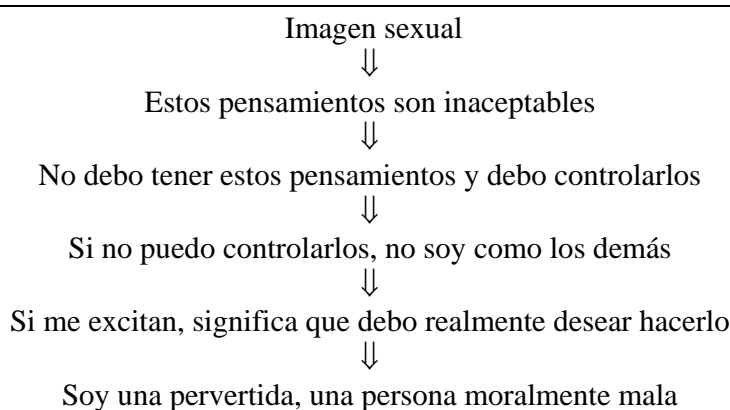 Imagen sexual
⇓
Estos pensamientos son inaceptables
⇓
No debo tener estos pensamientos y debo controlarlos
⇓
Si no puedo controlarlos, no soy como los demás
⇓
Si me excitan, significa que debo realmente desear hacerlo
⇓
Soy una pervertida, una persona moralmente mala